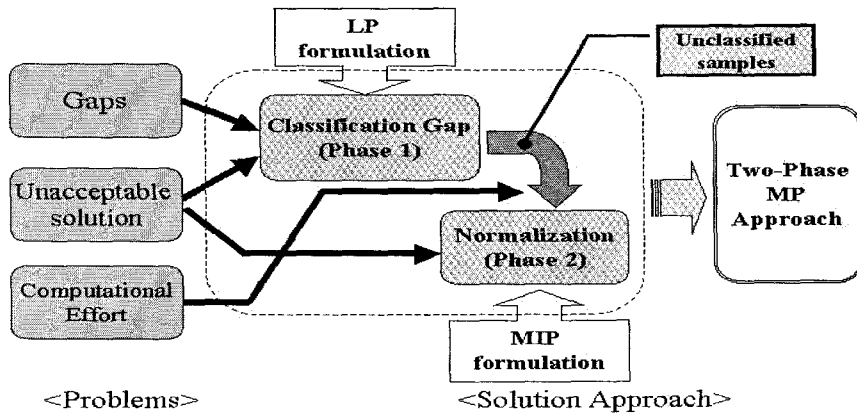 LP
formulation
Unclassified
samples
Gaps
Classification Gap
(Phase 1)
Unacceptable
solution
Two-Phase
MP
Approach
Normalization
(Phase 2)
Computational
Effort
MIP
formulation
<Problems>
<Solution Approach>